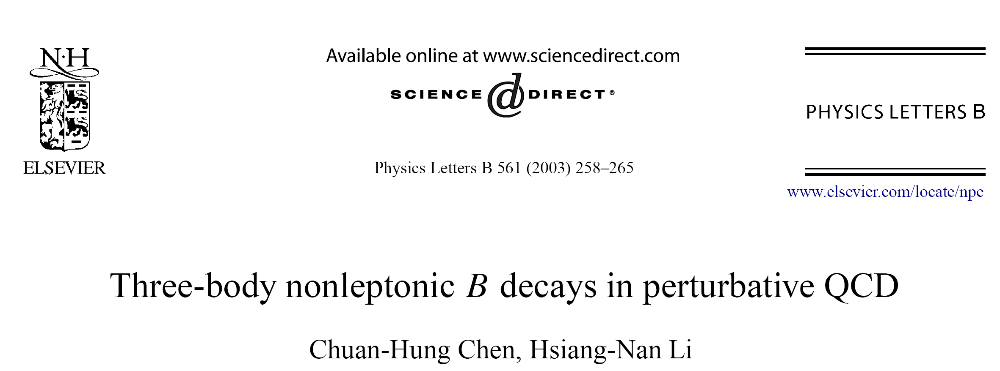 N·H
ELSEVIER
Available online at www.sciencedirect.com
SCIENCE @d DIRECT®
Physics Letters B 561 (2003) 258–265
PHYSICS LETTERS B
www.elsevier.com/locate/npe
Three-body nonleptonic B decays in perturbative QCD
Chuan-Hung Chen, Hsiang-Nan Li